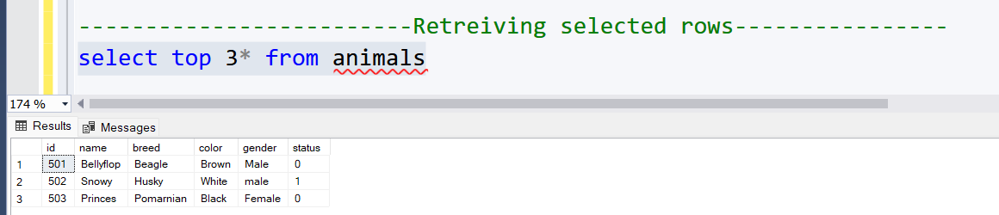 -------------------------Retreiving selected rows----------------
select top 3* from animals
174 %
Results Messages
id name breed color gender status
1 501 Bellyflop Beagle Brown Male 0
2 502 Snowy Husky White male 1
3 503 Princes Pomarnian Black Female 0